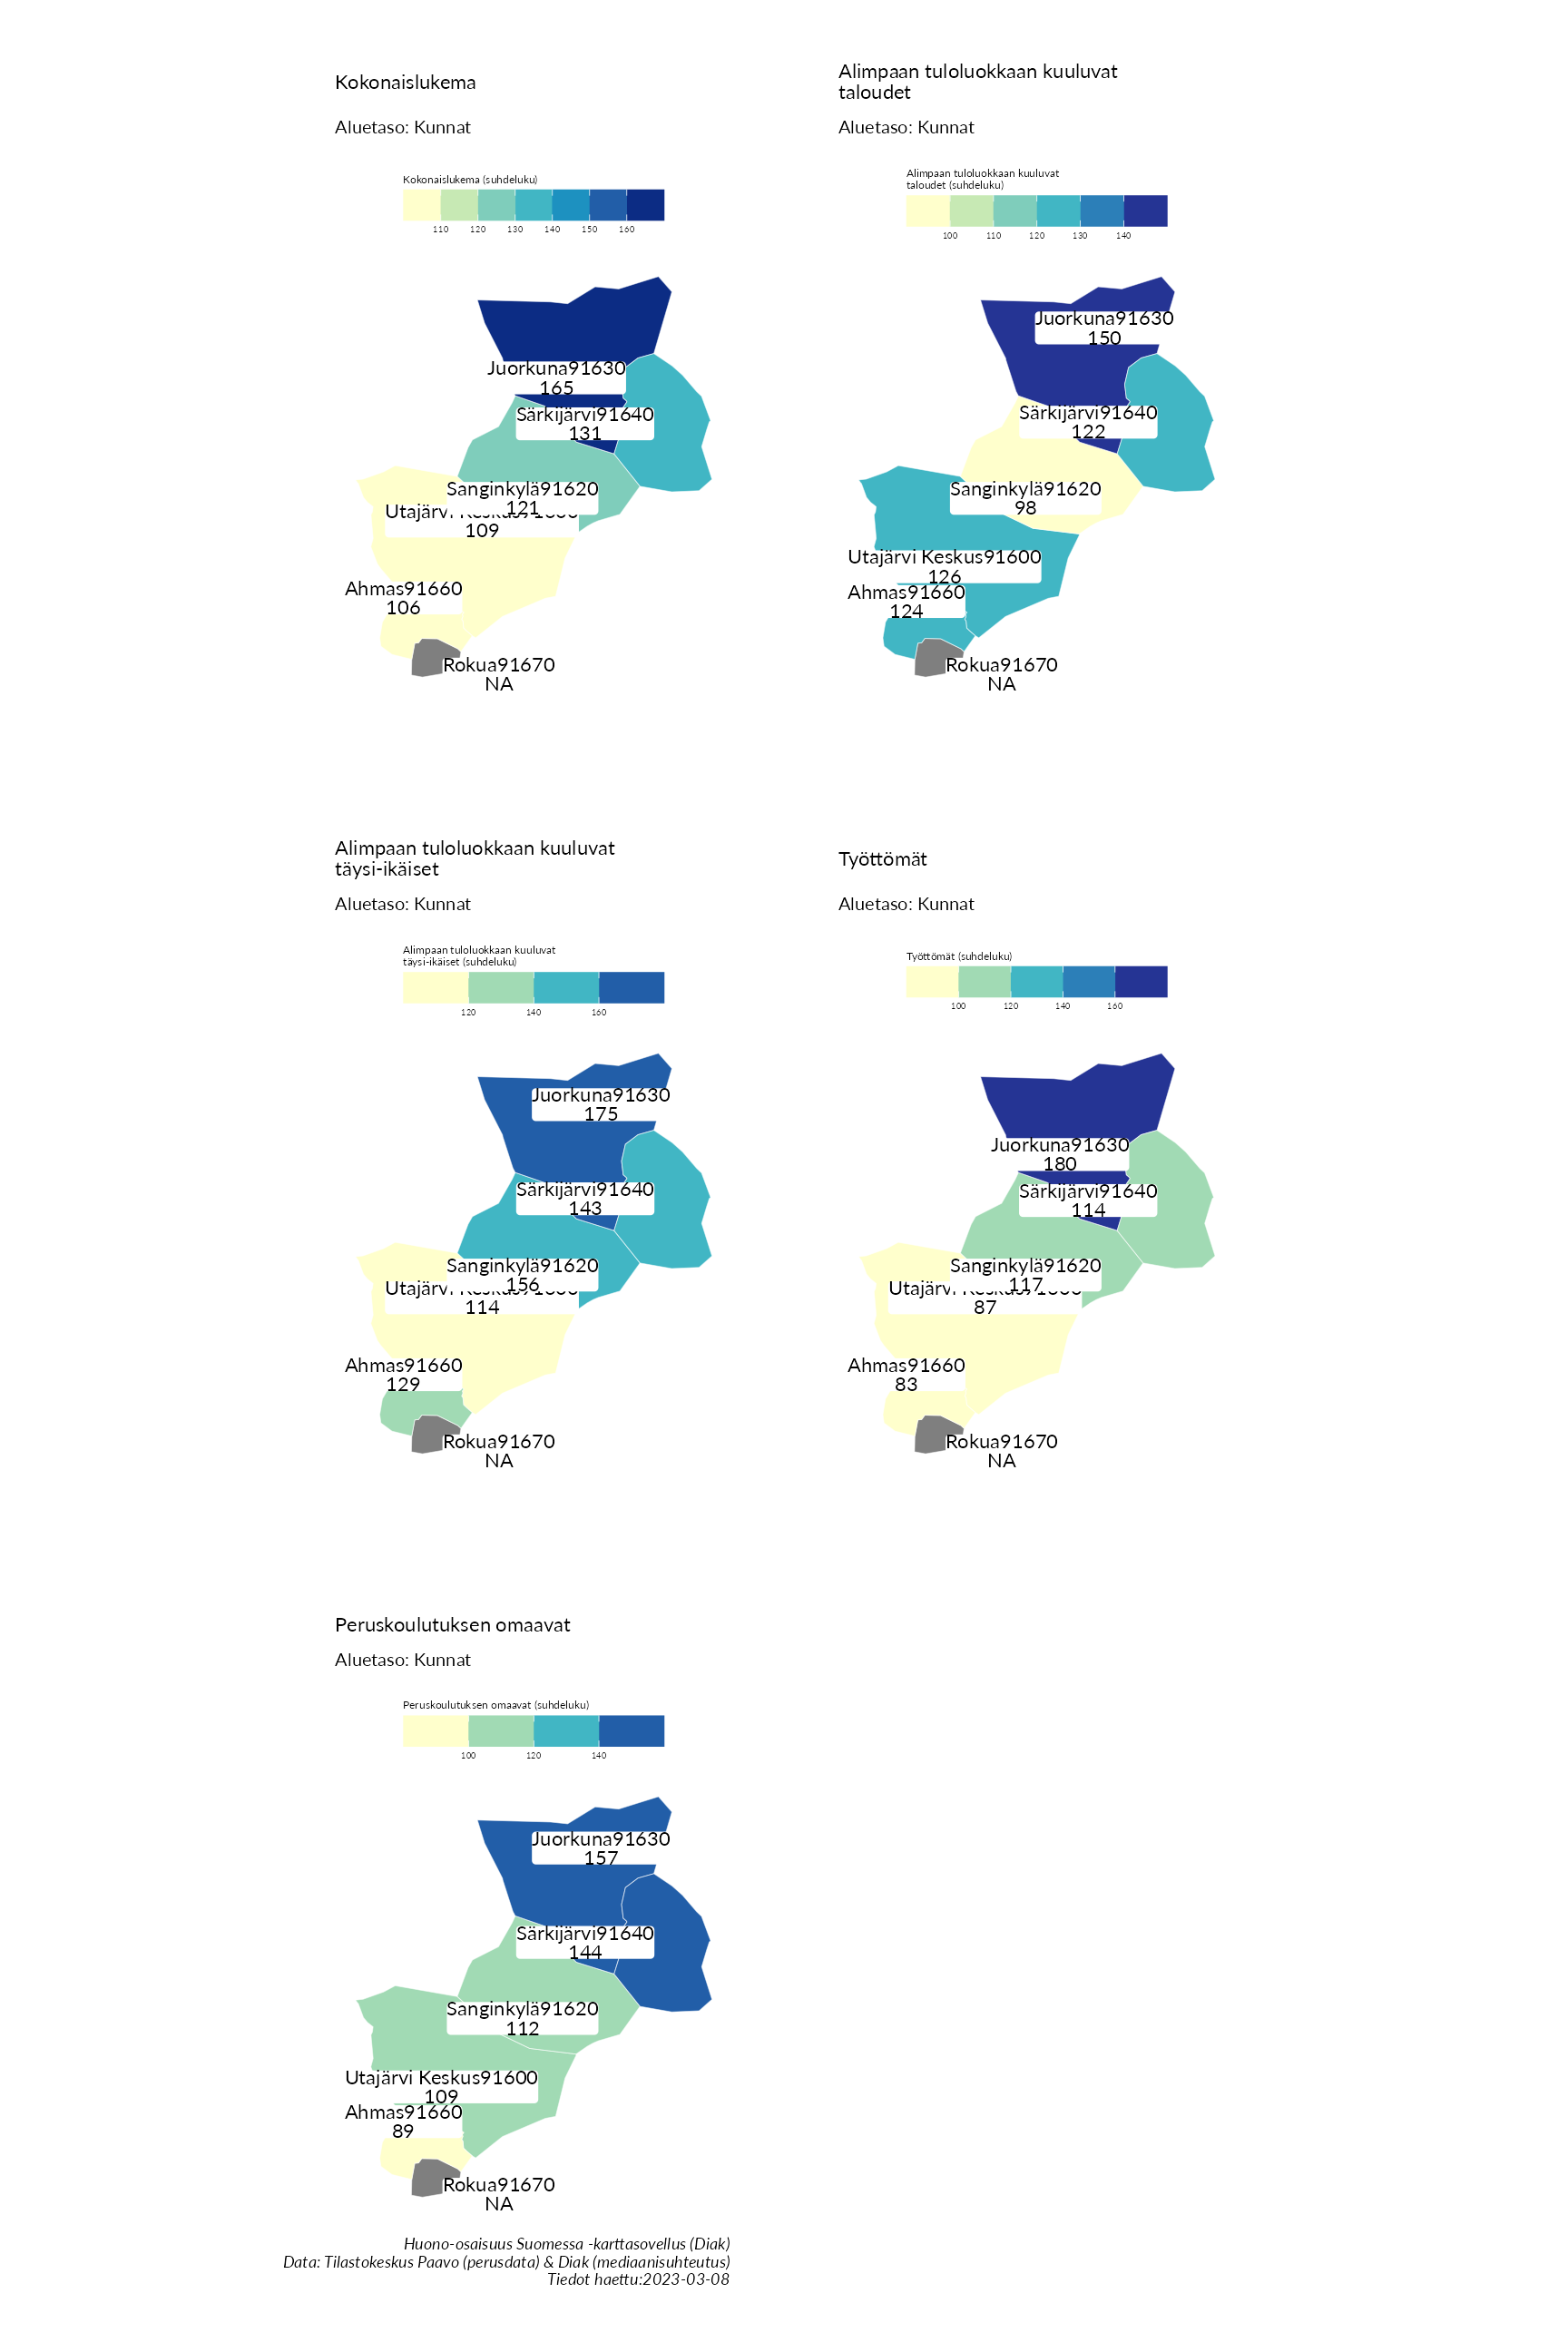 Kokonaislukema
Aluetaso: Kunnat
Kokonaislukema (suhdeluku)
110 120 130 140 150 160
Juorkuna91630
165
Särkijärvi91640
131
Sanginkylä91620
121
Utajärvi
109
Ahmas91660
106
Rokua91670
NA
Alimpaan tuloluokkaan kuuluvat
taloudet
Aluetaso: Kunnat
Alimpaan tuloluokkaan kuuluvat
taloudet (suhdeluku)
100 110 120 130 140
Juorkuna91630
150
Särkijärvi91640
122
Sanginkylä91620
98
Utajärvi Keskus91600
126
Ahmas91660
124
Rokua91670
NA
Alimpaan tuloluokkaan kuuluvat
täysi-ikäiset
Aluetaso: Kunnat
Alimpaan tuloluokkaan kuuluvat
täysi-ikäiset (suhdeluku)
120 140 160
Juorkuna91630
175
Särkijärvi91640
143
Sanginkylä91620
156
Utajärvi
114
Ahmas91660
129
Rokua91670
NA
Työttömät
Aluetaso: Kunnat
Työttömät (suhdeluku)
100 120 140 160
Juorkuna91630
180
Särkijärvi91640
114
Sanginkylä91620
117
Utajärvi
87
Ahmas91660
83
Rokua91670
NA
Peruskoulutuksen omaavat
Aluetaso: Kunnat
Peruskoulutuksen omaavat (suhdeluku)
100 120 140
Juorkuna91630
157
Särkijärvi91640
144
Sanginkylä91620
112
Utajärvi Keskus91600
109
Ahmas91660
89
Rokua91670
NA
Huono-osaisuus Suomessa -karttasovellus (Diak)
Data: Tilastokeskus Paavo (perusdata) & Diak (mediaanisuhteutus)
Tiedot haettu:2023-03-08